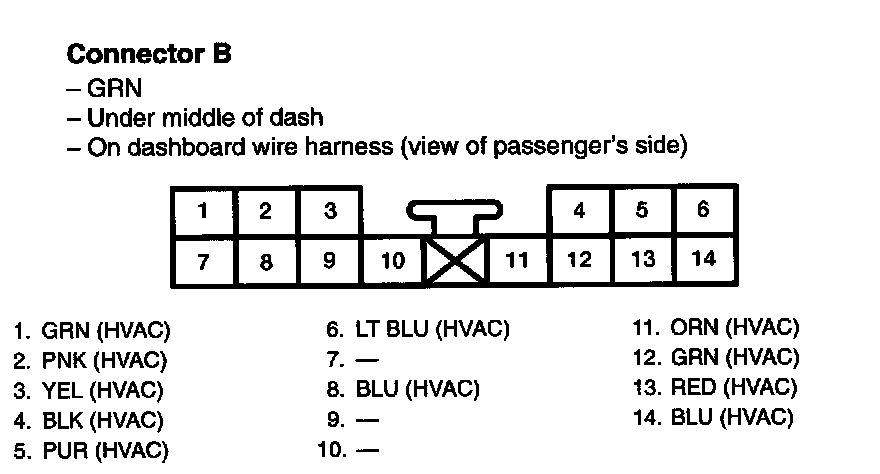 Connector B
– GRN
– Under middle of dash
– On dashboard wire harness (view of passenger's side)
1 2 3 4 5 6
7 8 9 10 11 12 13 14
1. GRN (HVAC)
2. PNK (HVAC)
3. YEL (HVAC)
4. BLK (HVAC)
5. PUR (HVAC)
6. LT BLU (HVAC)
7. —
8. BLU (HVAC)
9. —
10. —
11. ORN (HVAC)
12. GRN (HVAC)
13. RED (HVAC)
14. BLU (HVAC)